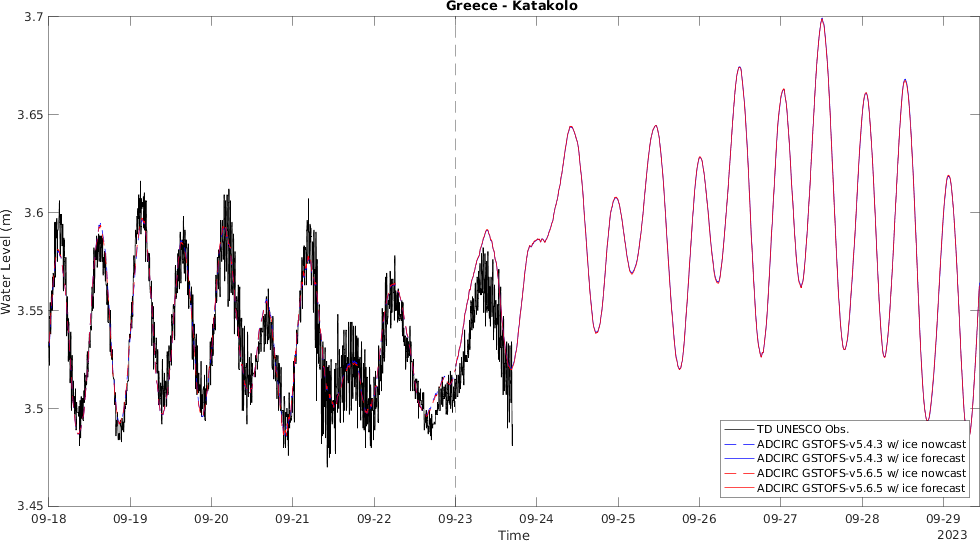 Greece - Katakolo
3.7
3.65
3.6
3.55
3.5
3.45
Water Level (m)
TD UNESCO Obs.
ADCIRC GSTOFS-v5.4.3 w/ ice nowcast
ADCIRC GSTOFS-v5.4.3 w/ ice forecast
ADCIRC GSTOFS-v5.6.5 w/ ice nowcast
ADCIRC GSTOFS-v5.6.5 w/ ice forecast
09-18 09-19 09-20 09-21 09-22 09-23 09-24 09-25 09-26 09-27 09-28 09-29
Time
2023